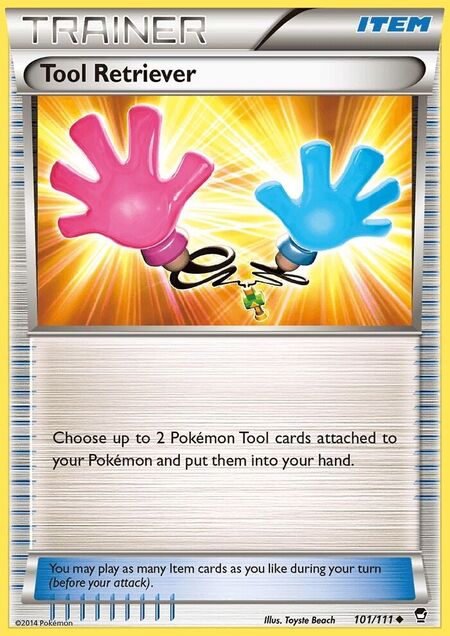 TRAINER
ITEM
Tool Retriever
Choose up to 2 Pokémon Tool cards attached to
your Pokémon and put them into your hand.
You may play as many Item cards as you like during your turn
(before your attack).
©2014 Pokémon
Illus. Toyste Beach
101/111 ◆